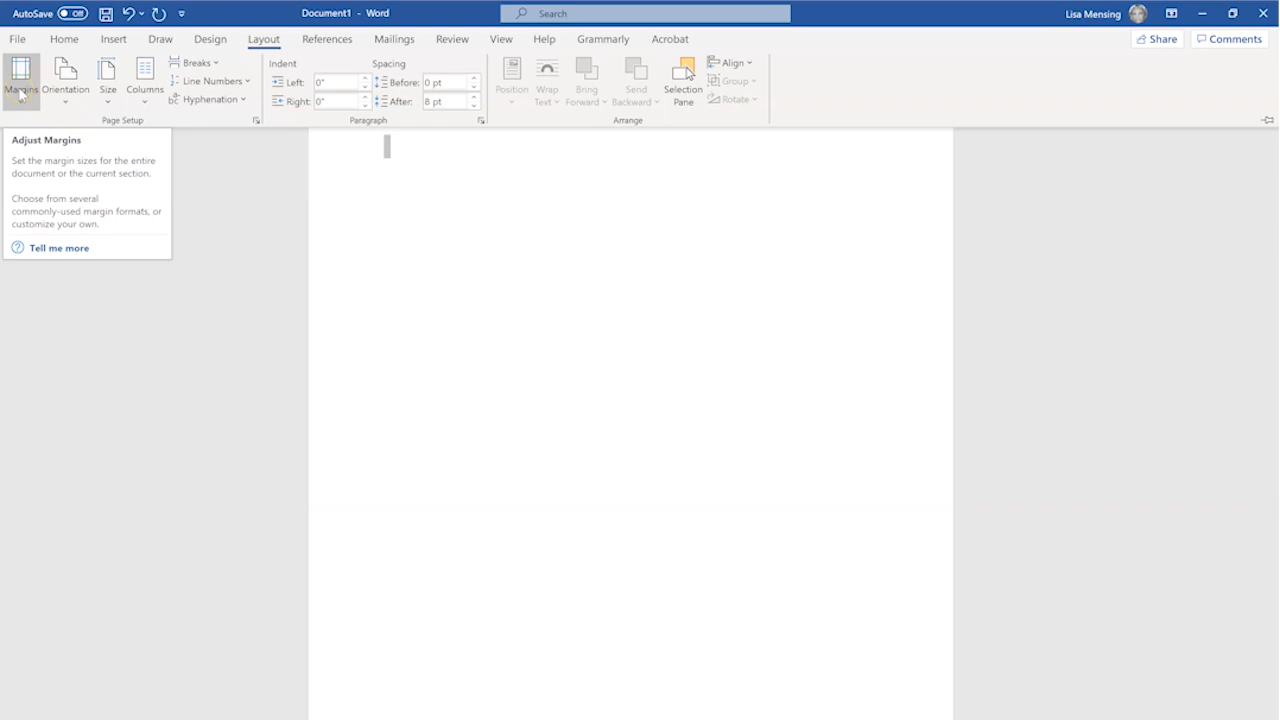 AutoSave Off Document1 - Word Search Lisa Mensing
File Home Insert Draw Design Layout References Mailings Review View Help Grammarly Acrobat Share Comments
Margins Orientation Size Columns
Breaks
Line Numbers
Hyphenation
Page Setup
Indent
Left: 0"
Right: 0"
Spacing
Before: 0 pt
After: 8 pt
Paragraph
Position
Wrap Text
Bring Forward
Send Backward
Selection Pane
Align
Group
Rotate
Arrange
Adjust Margins
Set the margin sizes for the entire
document or the current section.
Choose from several
commonly-used margin formats, or
customize your own.
Tell me more